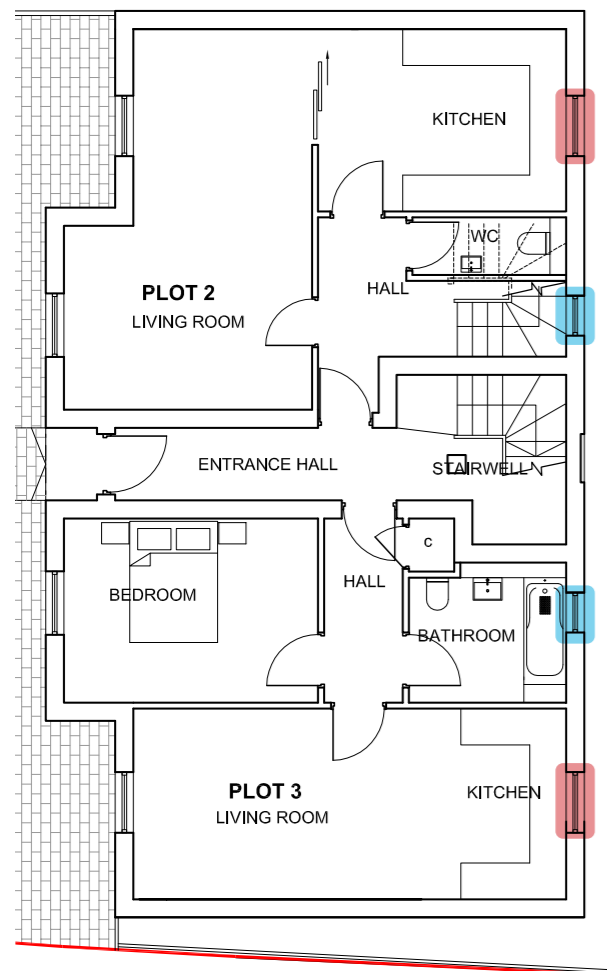 KITCHEN
WC
HALL
PLOT 2
LIVING ROOM
ENTRANCE HALL
STAIRWELL
C
HALL
BEDROOM
BATHROOM
PLOT 3
KITCHEN
LIVING ROOM